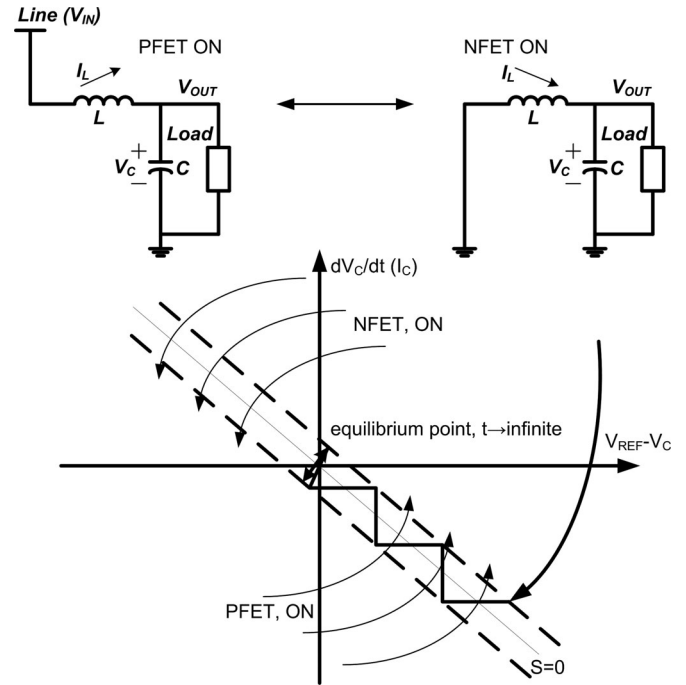 Line (VIN)
PFET ON
NFET ON
IL
IL
VOUT
VOUT
L
L
Load
Load
+
VC
C
–
+
VC
C
–
dVC/dt (IC)
NFET, ON
equilibrium point, t→infinite
VREF-VC
PFET, ON
S=0